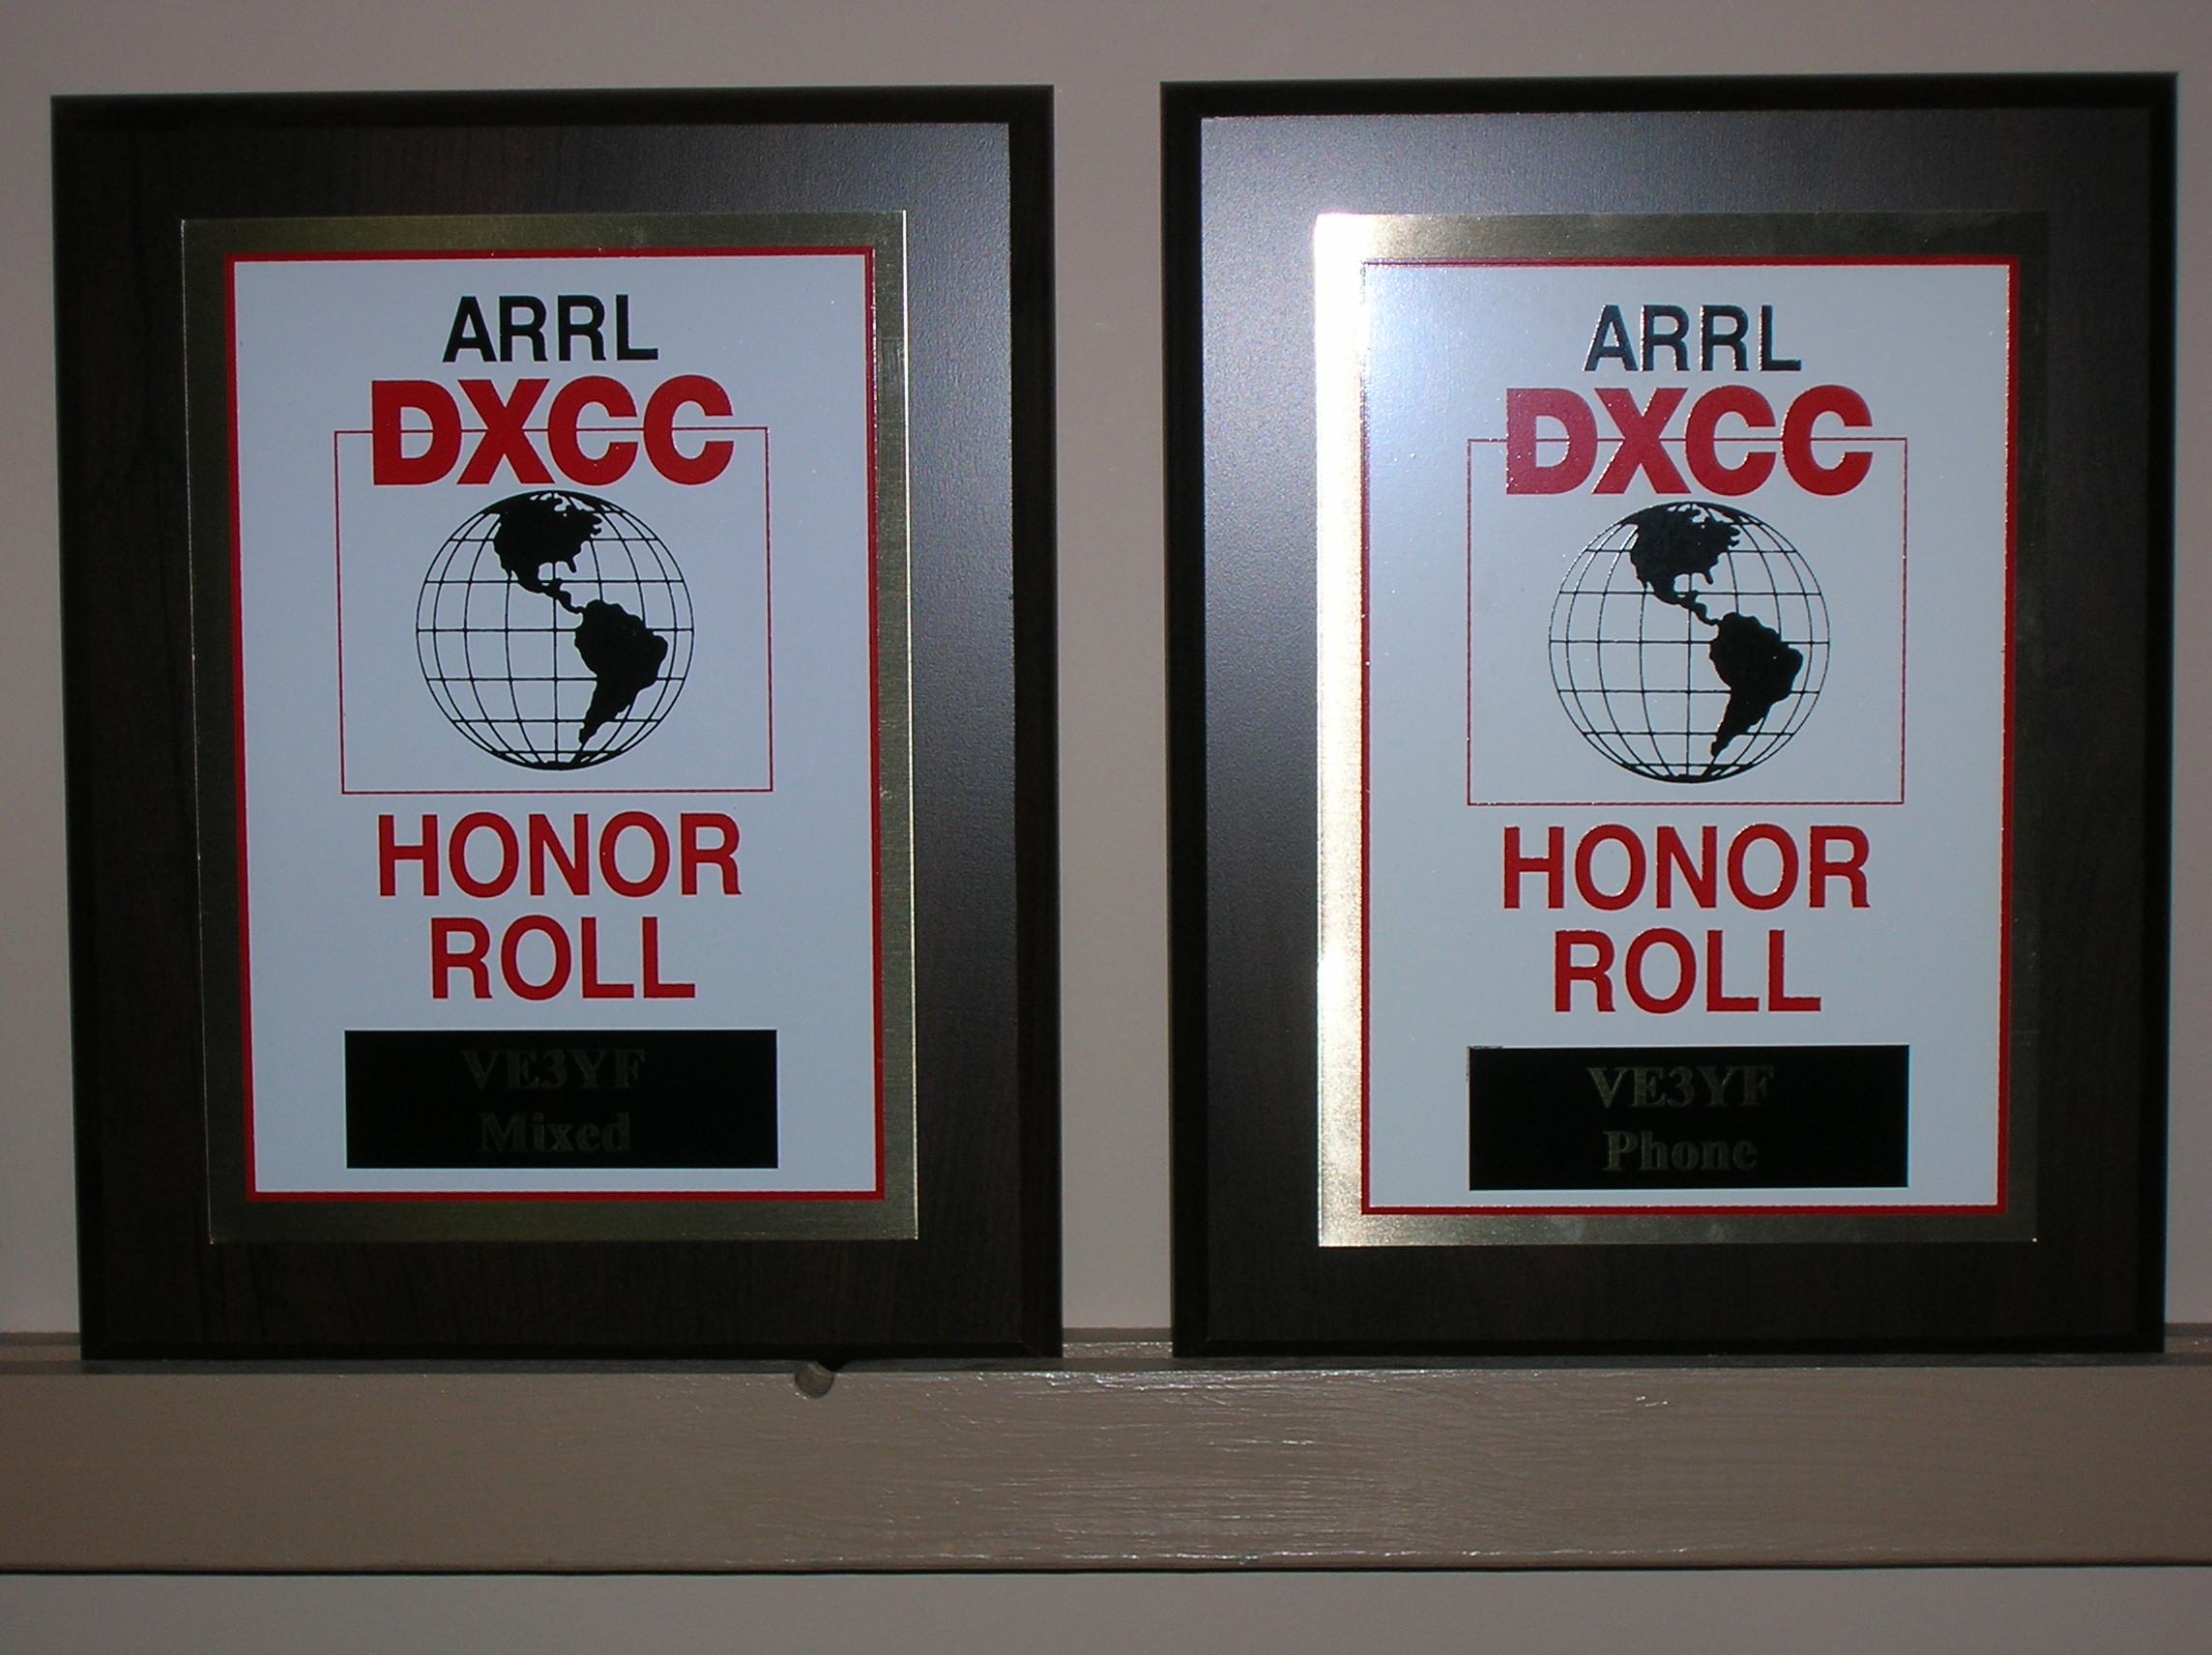 ARRL
DXCC
HONOR
ROLL
VE3YF
Mixed
ARRL
DXCC
HONOR
ROLL
VE3YF
Phone